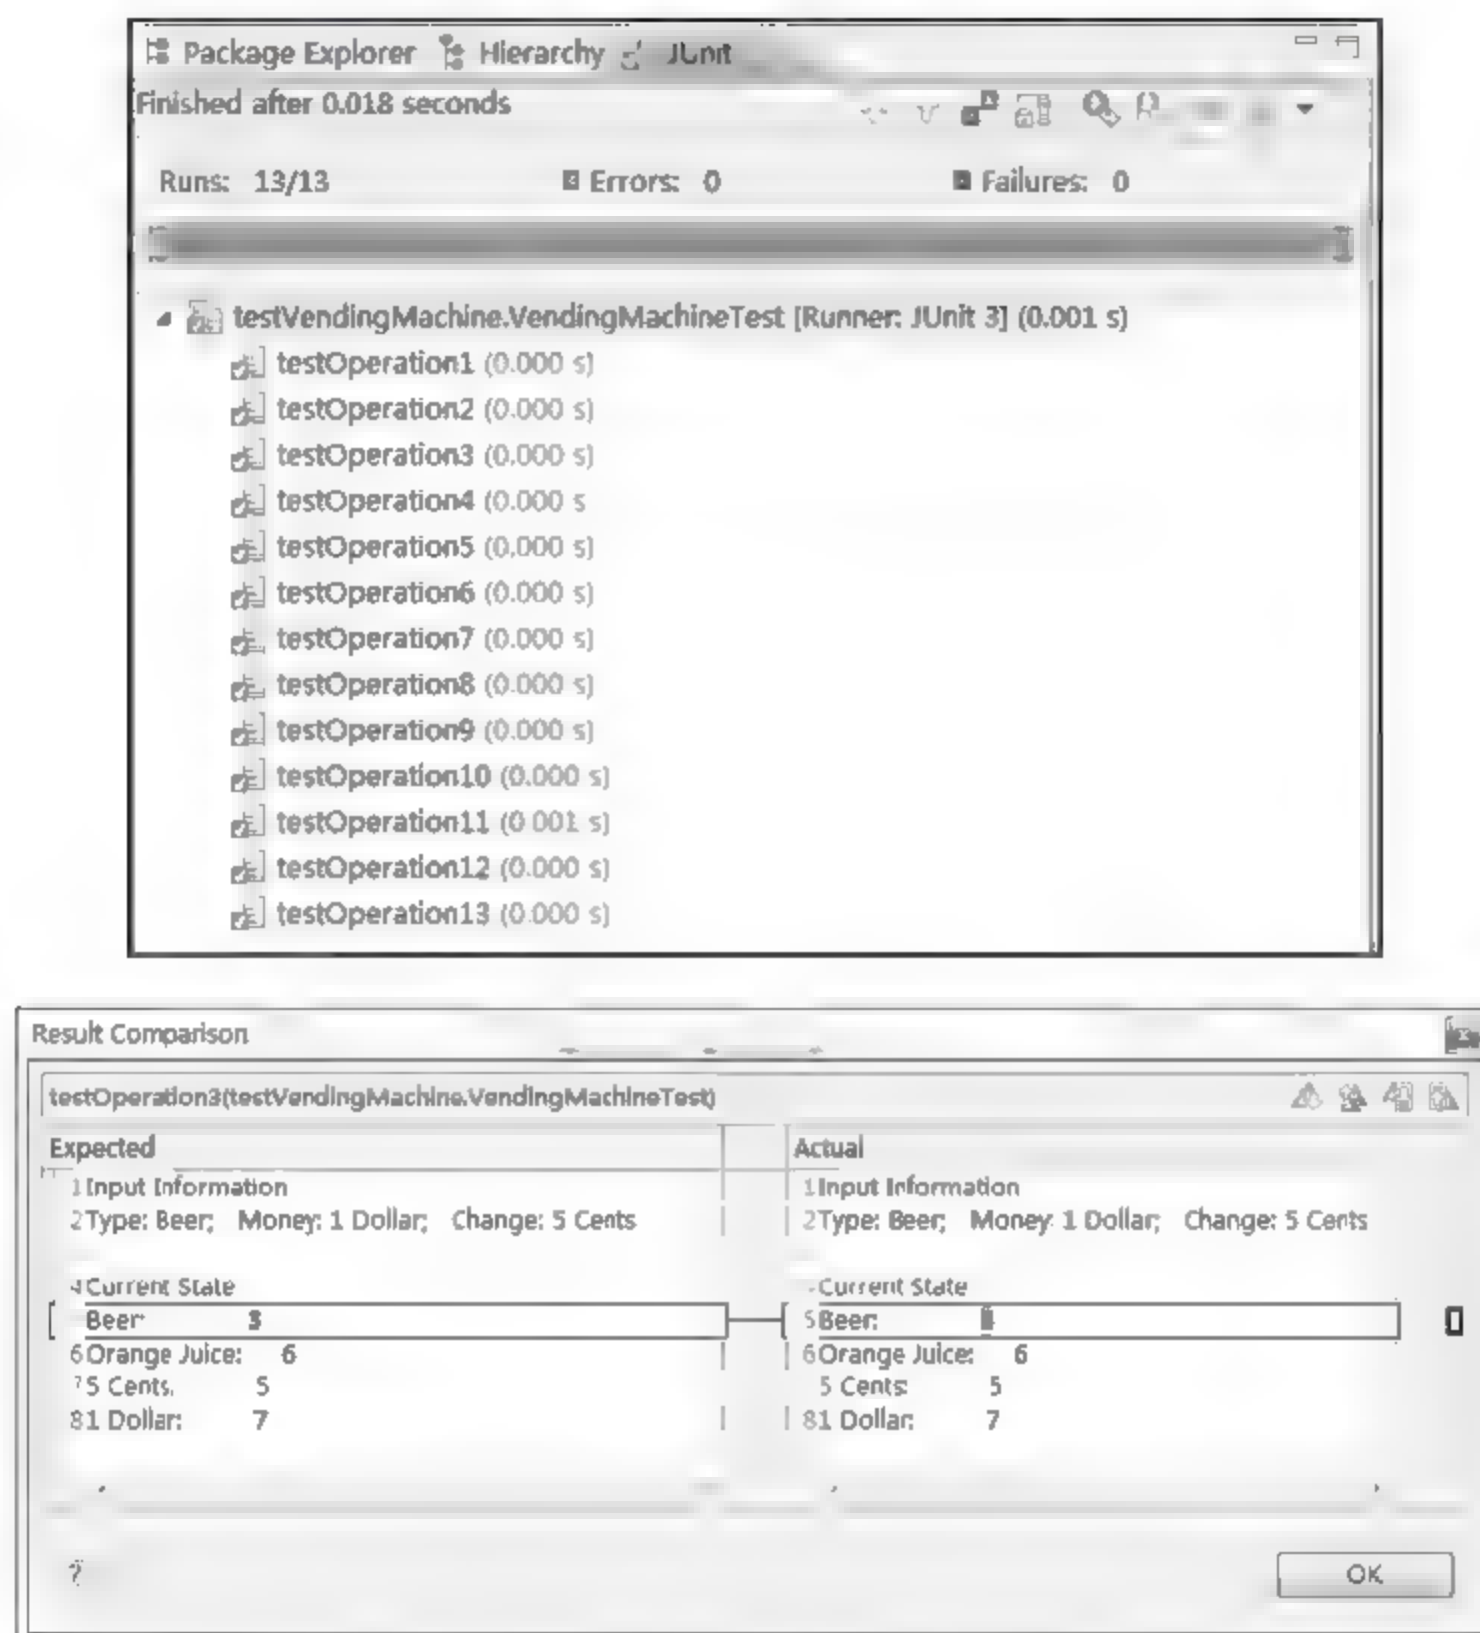 Package Explorer Hierarchy JUnit
Finished after 0.018 seconds
Runs: 13/13 Errors: 0 Failures: 0
testVendingMachine.VendingMachineTest [Runner: JUnit 3] (0.001 s)
testOperation1 (0.000 s)
testOperation2 (0.000 s)
testOperation3 (0.000 s)
testOperation4 (0.000 s
testOperation5 (0.000 s)
testOperation6 (0.000 s)
testOperation7 (0.000 s)
testOperation8 (0.000 s)
testOperation9 (0.000 s)
testOperation10 (0.000 s)
testOperation11 (0 001 s)
testOperation12 (0.000 s)
testOperation13 (0.000 s)
Result Comparison
testOperation3(testVendingMachine.VendingMachineTest)
Expected Actual
1 Input Information 1 Input Information
2 Type: Beer; Money: 1 Dollar; Change: 5 Cents 2 Type: Beer; Money: 1 Dollar; Change: 5 Cents
4 Current State Current State
Beer: 3 5 Beer:
6 Orange Juice: 6 6 Orange Juice: 6
7 5 Cents. 5 5 Cents: 5
8 1 Dollar: 7 8 1 Dollar: 7
?
OK